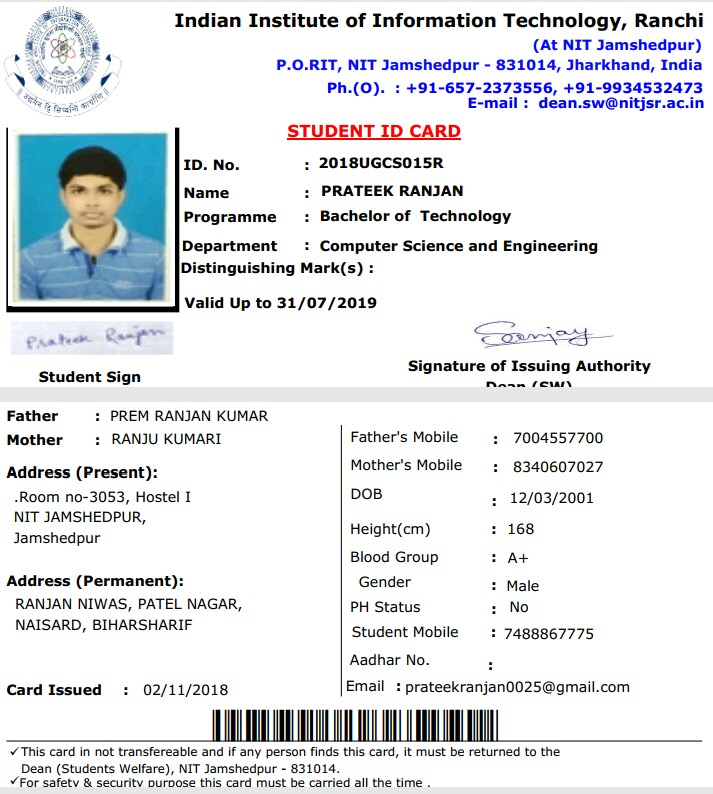 Indian Institute of Information Technology, Ranchi
(At NIT Jamshedpur)
P.O.RIT, NIT Jamshedpur - 831014, Jharkhand, India
Ph.(O). : +91-657-2373556, +91-9934532473
E-mail : dean.sw@nitjsr.ac.in
STUDENT ID CARD
ID. No. : 2018UGCS015R
Name : PRATEEK RANJAN
Programme : Bachelor of Technology
Department : Computer Science and Engineering
Distinguishing Mark(s) :
Valid Up to 31/07/2019
Prateek Ranjan
Student Sign
Signature of Issuing Authority
Dean (SW)
Father : PREM RANJAN KUMAR
Mother : RANJU KUMARI
Address (Present):
.Room no-3053, Hostel I
NIT JAMSHEDPUR,
Jamshedpur
Address (Permanent):
RANJAN NIWAS, PATEL NAGAR,
NAISARD, BIHARSHARIF
Card Issued : 02/11/2018
Father's Mobile : 7004557700
Mother's Mobile : 8340607027
DOB : 12/03/2001
Height(cm) : 168
Blood Group : A+
Gender : Male
PH Status : No
Student Mobile : 7488867775
Aadhar No. :
Email : prateekranjan0025@gmail.com
✓This card in not transfereable and if any person finds this card, it must be returned to the
Dean (Students Welfare), NIT Jamshedpur - 831014.
✓For safety & security purpose this card must be carried all the time .